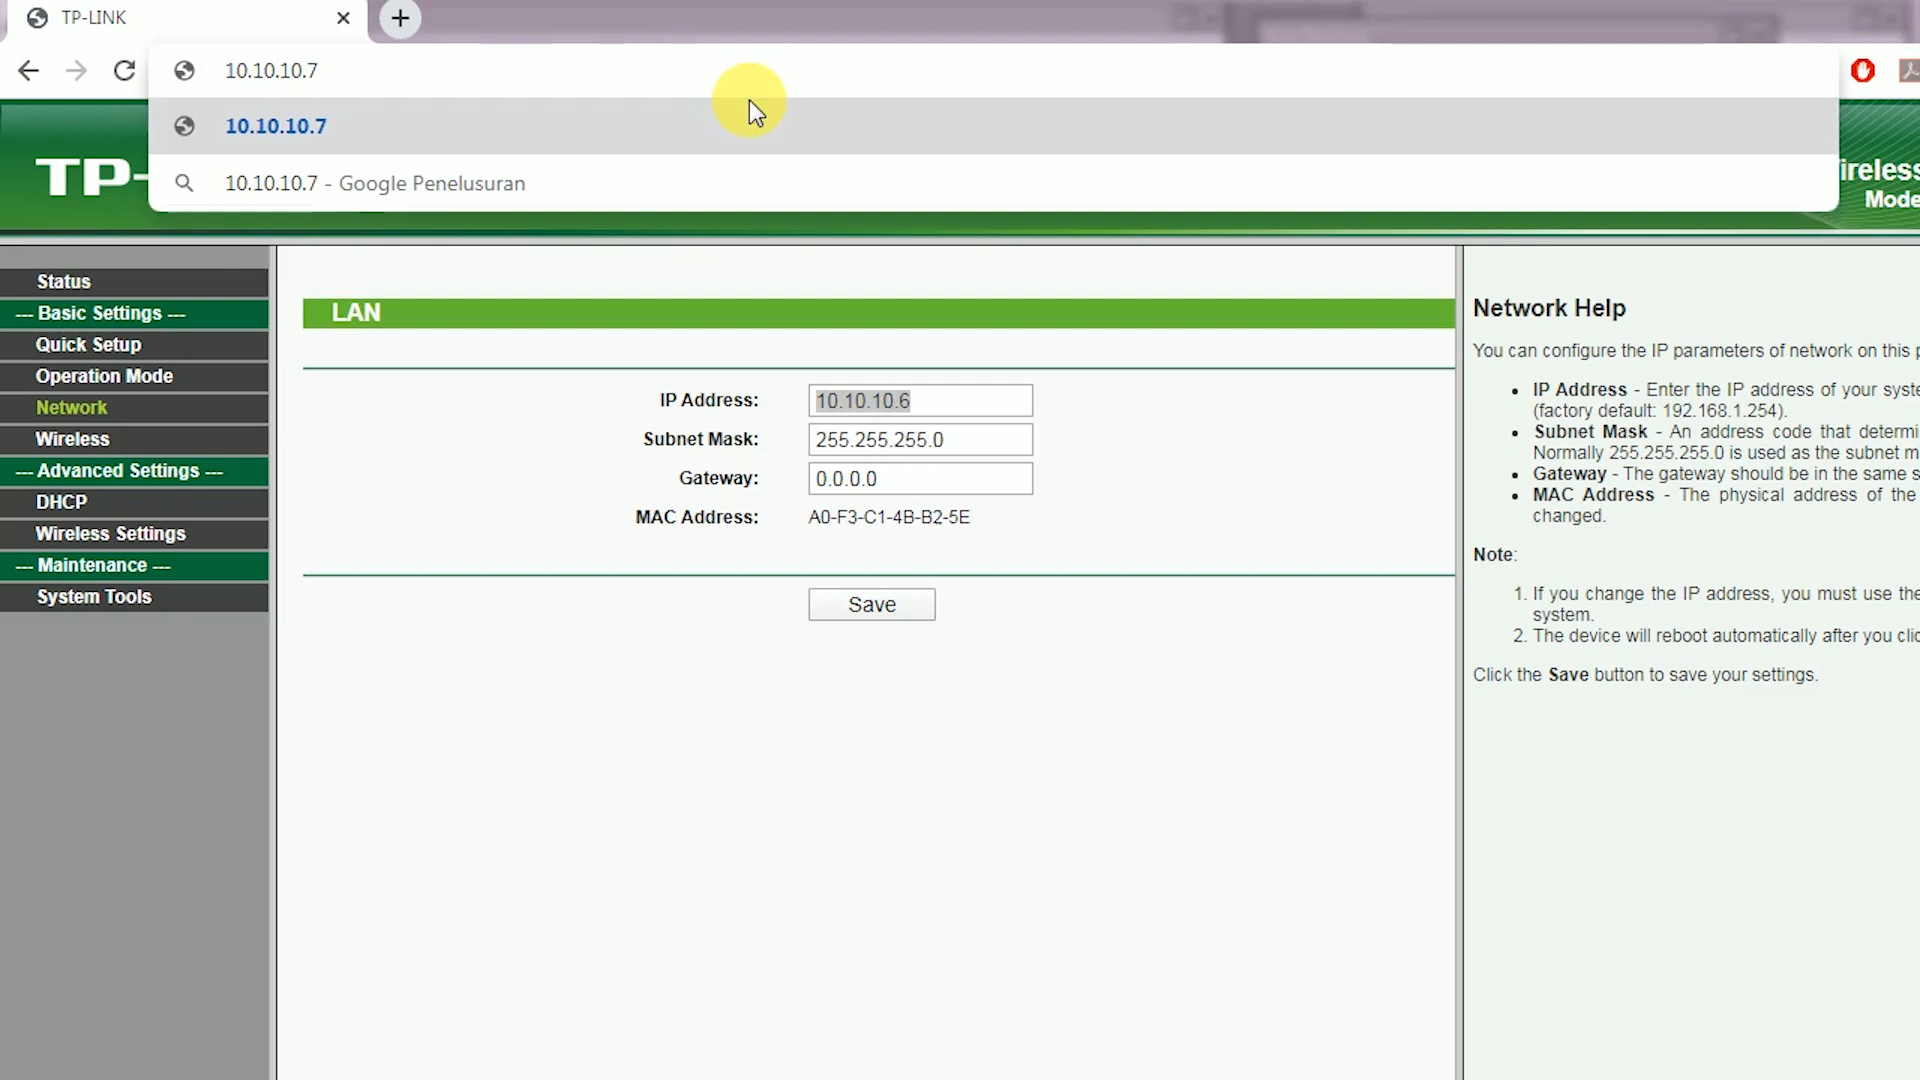 TP-LINK
10.10.10.7
10.10.10.7
10.10.10.7 - Google Penelusuran
TP-
Mode
Status
--- Basic Settings ---
Quick Setup
Operation Mode
Network
Wireless
--- Advanced Settings ---
DHCP
Wireless Settings
--- Maintenance ---
System Tools
LAN
IP Address: 10.10.10.6
Subnet Mask: 255.255.255.0
Gateway: 0.0.0.0
MAC Address: A0-F3-C1-4B-B2-5E
Save
Network Help
You can configure the IP parameters of network on this
• IP Address - Enter the IP address of your
(factory default: 192.168.1.254).
• Subnet Mask - An address code that
Normally 255.255.255.0 is used as the subnet
• Gateway - The gateway should be in the same
• MAC Address - The physical address of the
changed.
Note:
1. If you change the IP address, you must use the
system.
2. The device will reboot automatically after you
Click the Save button to save your settings.